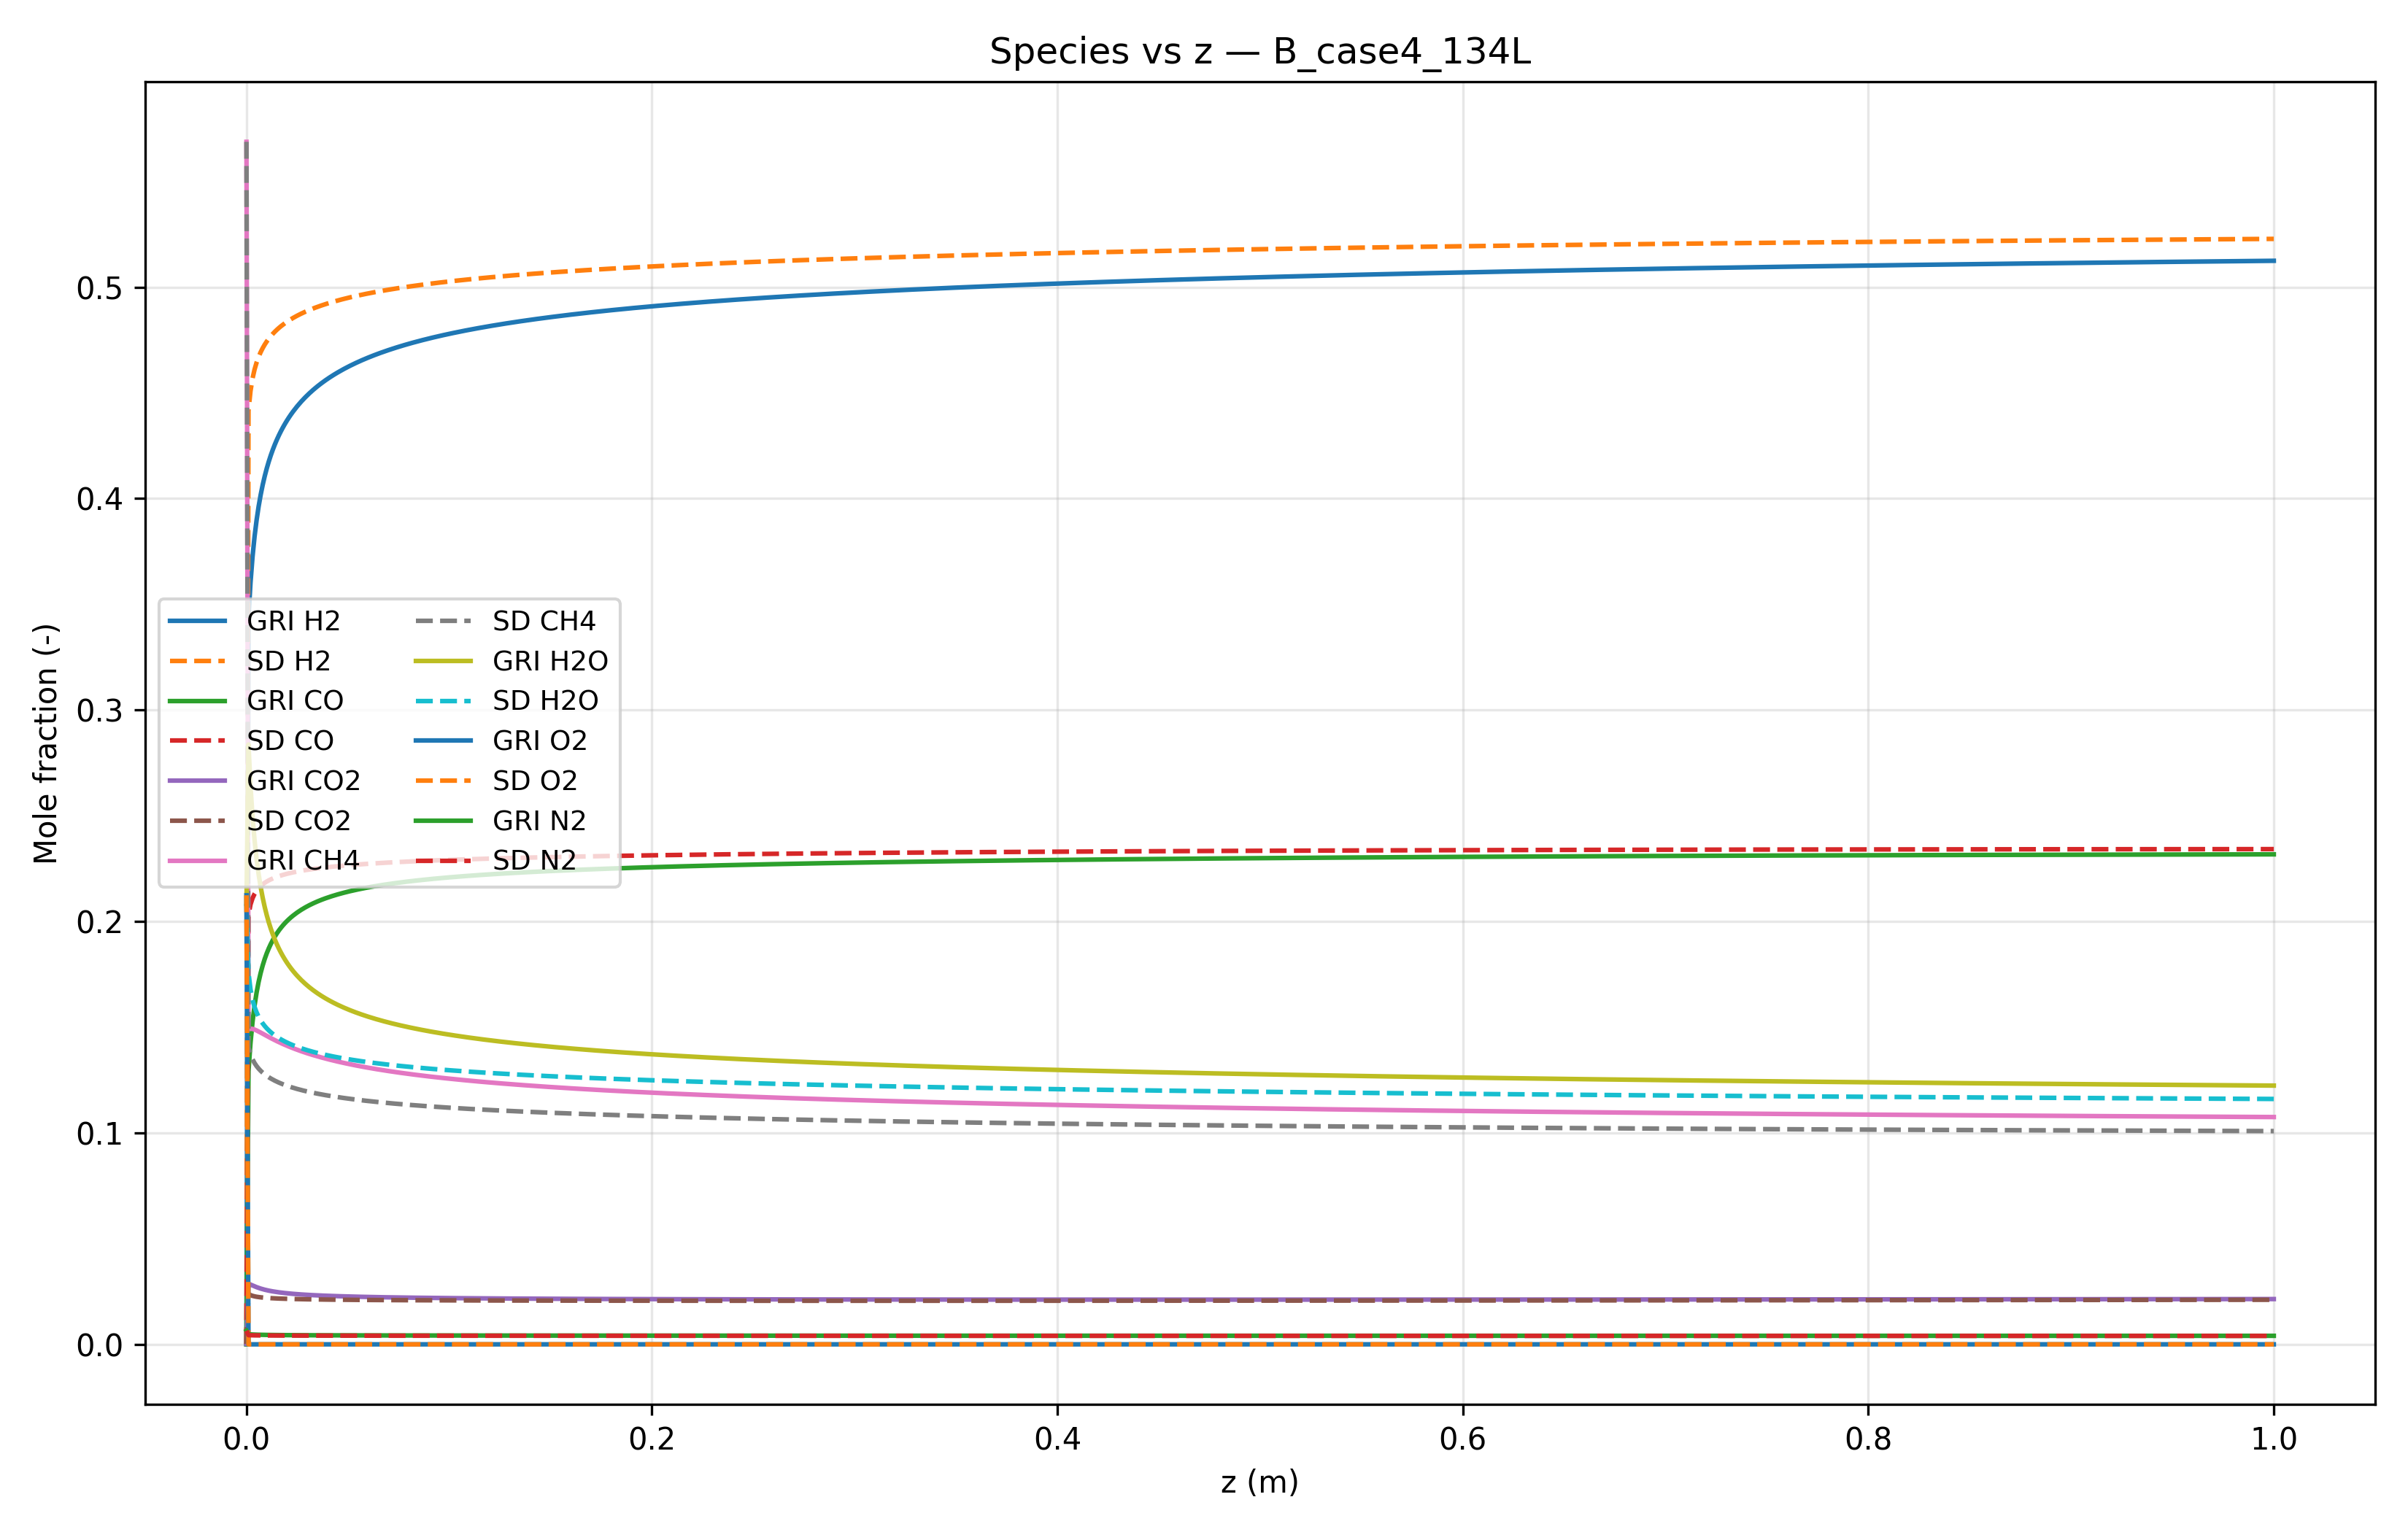 Species vs z — B_case4_134L
Mole fraction (-)
0.5
0.4
0.3
0.2
0.1
0.0
GRI H2
SD H2
GRI CO
SD CO
GRI CO2
SD CO2
GRI CH4
SD CH4
GRI H2O
SD H2O
GRI O2
SD O2
GRI N2
SD N2
0.0 0.2 0.4 0.6 0.8 1.0
z (m)